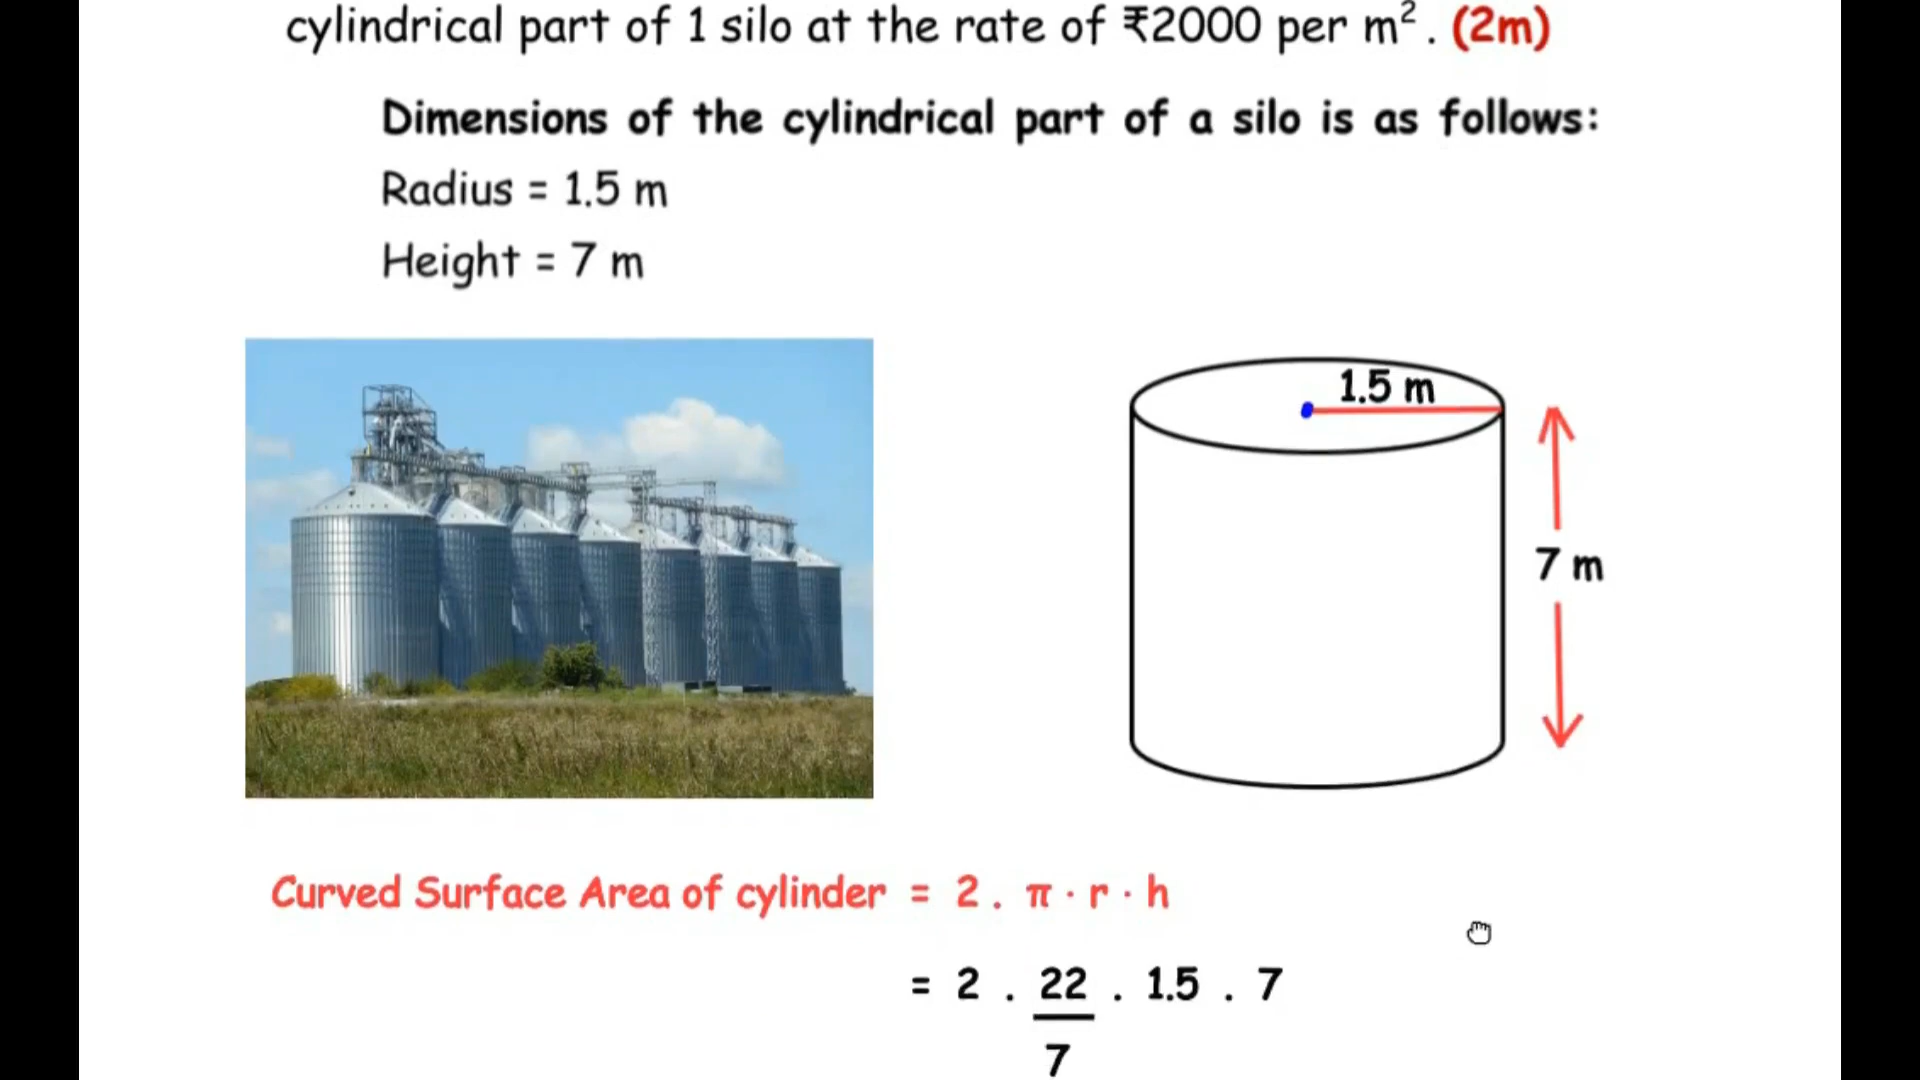 cylindrical part of 1 silo at the rate of ₹2000 per m². (2m)
Dimensions of the cylindrical part of a silo is as follows:
Radius = 1.5 m
Height = 7 m
1.5 m
7 m
Curved Surface Area of cylinder = 2 . π · r · h
= 2 . 22 . 1.5 . 7
7